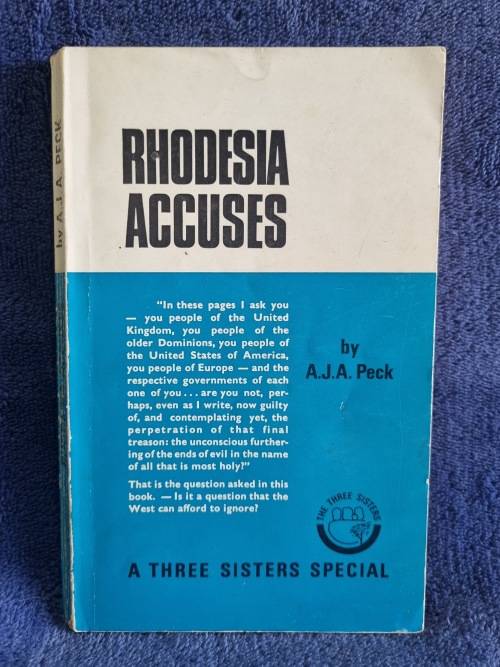 by A.J.A. PECK
RHODESIA
ACCUSES
"In these pages I ask you
— you people of the United
Kingdom, you people of the
older Dominions, you people of
the United States of America,
you people of Europe — and the
respective governments of each
one of you . . . are you not, per-
haps, even as I write, now guilty
of, and contemplating yet, the
perpetration of that final
treason: the unconscious further-
ing of the ends of evil in the name
of all that is most holy?"
That is the question asked in this
book. — Is it a question that the
West can afford to ignore?
by
A.J.A. Peck
THE THREE SISTERS
A THREE SISTERS SPECIAL